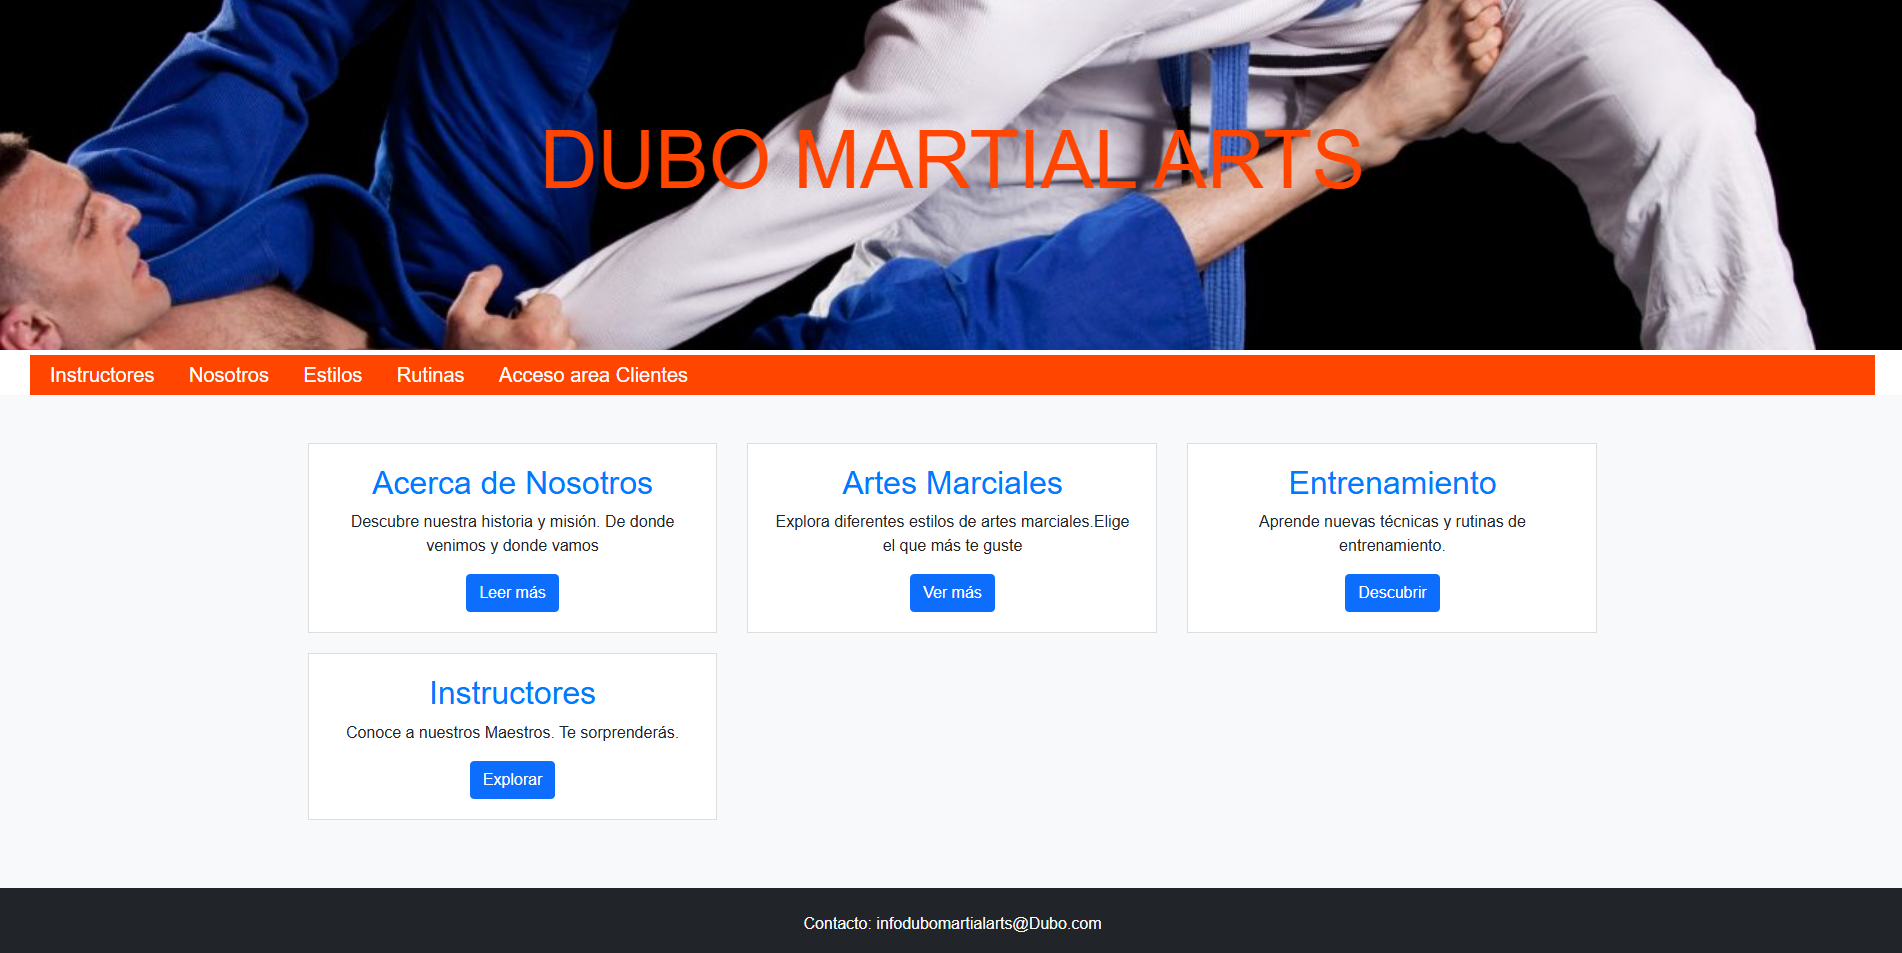 DUBO MARTIAL ARTS
Instructores Nosotros Estilos Rutinas Acceso area Clientes
Acerca de Nosotros
Descubre nuestra historia y misión. De donde
venimos y donde vamos
Leer más
Artes Marciales
Explora diferentes estilos de artes marciales.Elige
el que más te guste
Ver más
Entrenamiento
Aprende nuevas técnicas y rutinas de
entrenamiento.
Descubrir
Instructores
Conoce a nuestros Maestros. Te sorprenderás.
Explorar
Contacto: infodubomartialarts@Dubo.com